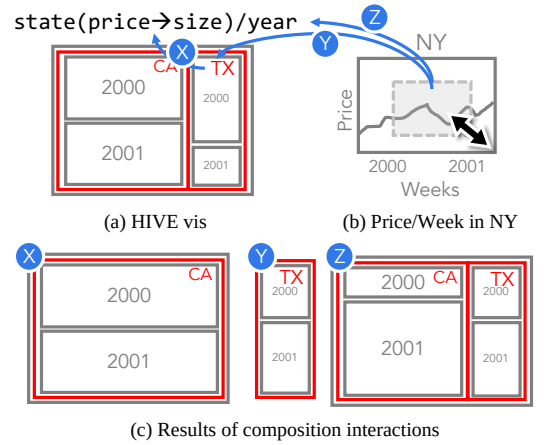 state(price→size)/year
Z
Y
X
NY
CA
TX
2000
2000
2001
2001
Price
2000
2001
Weeks
(a) HIVE vis
(b) Price/Week in NY
X
Y
Z
CA
TX
CA
TX
2000
2000
2000
2000
2001
2001
2001
2001
(c) Results of composition interactions